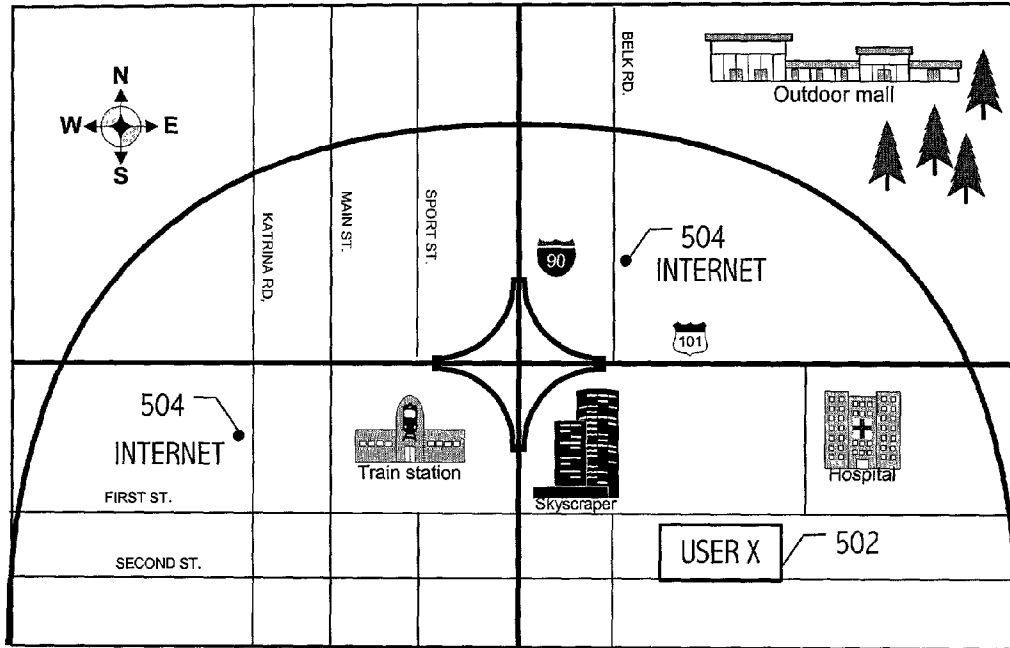 N
W E
S
BELK RD.
Outdoor mall
KATRINA RD,
MAIN ST.
SPORT ST.
90
504
INTERNET
101
504
INTERNET
Train station
Skyscraper
Hospital
FIRST ST.
SECOND ST.
USER X
502